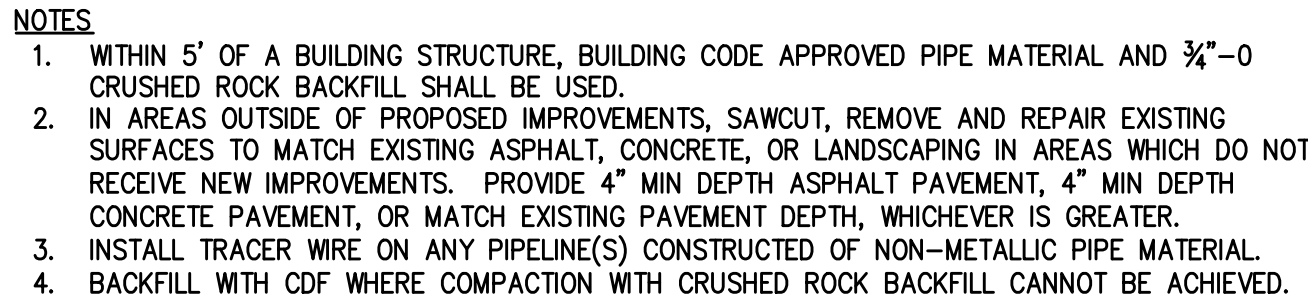 NOTES
1. WITHIN 5' OF A BUILDING STRUCTURE, BUILDING CODE APPROVED PIPE MATERIAL AND ¾"-0
CRUSHED ROCK BACKFILL SHALL BE USED.
2. IN AREAS OUTSIDE OF PROPOSED IMPROVEMENTS, SAWCUT, REMOVE AND REPAIR EXISTING
SURFACES TO MATCH EXISTING ASPHALT, CONCRETE, OR LANDSCAPING IN AREAS WHICH DO NOT
RECEIVE NEW IMPROVEMENTS. PROVIDE 4" MIN DEPTH ASPHALT PAVEMENT, 4" MIN DEPTH
CONCRETE PAVEMENT, OR MATCH EXISTING PAVEMENT DEPTH, WHICHEVER IS GREATER.
3. INSTALL TRACER WIRE ON ANY PIPELINE(S) CONSTRUCTED OF NON-METALLIC PIPE MATERIAL.
4. BACKFILL WITH CDF WHERE COMPACTION WITH CRUSHED ROCK BACKFILL CANNOT BE ACHIEVED.